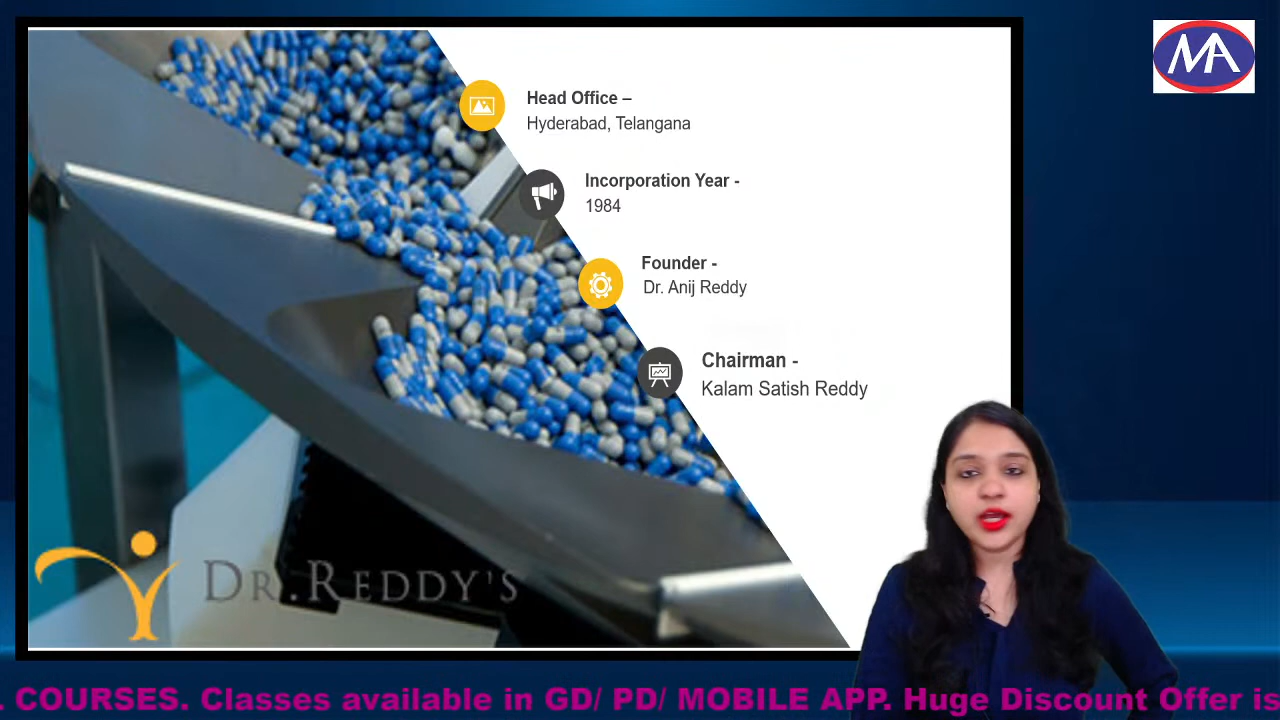 MA
Head Office –
Hyderabad, Telangana
Incorporation Year -
1984
Founder -
Dr. Anij Reddy
Chairman -
Kalam Satish Reddy
DR.REDDY'S
. COURSES. Classes available in GD/ PD/ MOBILE APP. Huge Discount Offer is